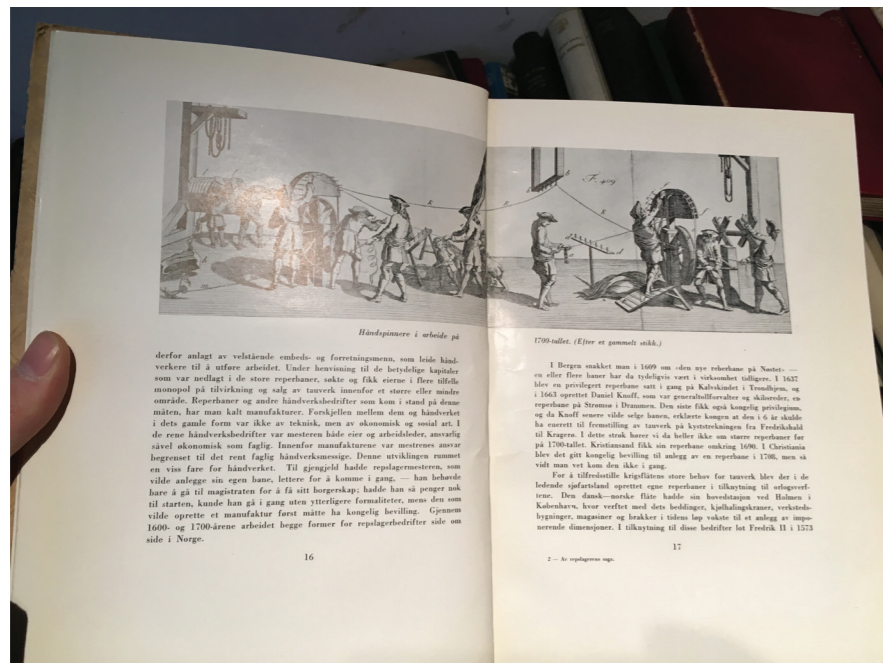 Håndspinnere i arbeide på
derfor anlagt av velstående embeds- og forretningsmenn, som leide hånd-
verkere til å utføre arbeidet. Under henvisning til de betydelige kapitaler
som var nedlagt i de store reperbaner, søkte og fikk eierne i flere tilfells
monopol på tilvirkning og salg av tauverk innenfor et større eller mindre
område. Reperbaner og andre håndverksbedrifter som kom i stand på denne
måten, har man kalt manufakturer. Forskjellen mellem dem og håndverket
i dets gamle form var ikke av teknisk, men av økonomisk og sosial art. I
de rene håndverksbedrifter var mesteren både eier og arbeidsleder, ansvarlig
såvel økonomisk som faglig. Innenfor manufakturene var mestrenes ansvar
begrenset til det rent faglig håndverksmessige. Denne utviklingen rummet
en viss fare for håndverket. Til gjengjeld hadde repslagermesteren, som
vilde anlegge sin egen bane, lettere for å komme i gang, — han behøvde
bare å gå til magistraten for å få sitt borgerskap; hadde han så penger nok
til starten, kunde han gå i gang uten ytterligere formaliteter, mens den som
vilde oprette et manufaktur først måtte ha kongelig bevilling. Gjennem
1600- og 1700-årene arbeidet begge former for repslagerbedrifter side om
side i Norge.
16
1700-tallet. (Efter et gammelt stikk.)
I Bergen snakket man i 1609 om «den nye reberbane på Nøstet» —
en eller flere baner har da tydeligvis vært i virksomhet tidligere. I 1637
blev en privilegert reperbane satt i gang på Kalvskindet i Trondhjem, og
i 1663 oprettet Daniel Knoff, som var generaltollforvalter og skibsreder, en
reperbane på Strømsø i Drammen. Den siste fikk også kongelig privilegium,
og da Knoff senere vilde selge banen, erklærte kongen at den i 6 år skulde
ha enerett til fremstilling av tauverk på kyststrekningen fra Fredrikshald
til Kragerø. I dette strøk hører vi da heller ikke om større reperbaner før
på 1700-tallet. Kristiansand fikk sin reperbane omkring 1690. I Christiania
blev det gitt kongelig bevilling til anlegg av en reperbane i 1708, men så
vidt man vet kom den ikke i gang.
For å tilfredsstille krigsflåtens store behov for tauverk blev der i de
ledende sjøfartsland oprettet egne reperbaner i tilknytning til orlogsverf-
tene. Den dansk—norske flåte hadde sin hovedstasjon ved Holmen i
København, hvor verftet med dets beddinger, kjølhalingskraner, verksteds-
bygninger, magasiner og brakker i tidens løp vokste til et anlegg av impo-
nerende dimensjoner. I tilknytning til disse bedrifter lot Fredrik II i 1573
17
2 — Av repslagerens saga.